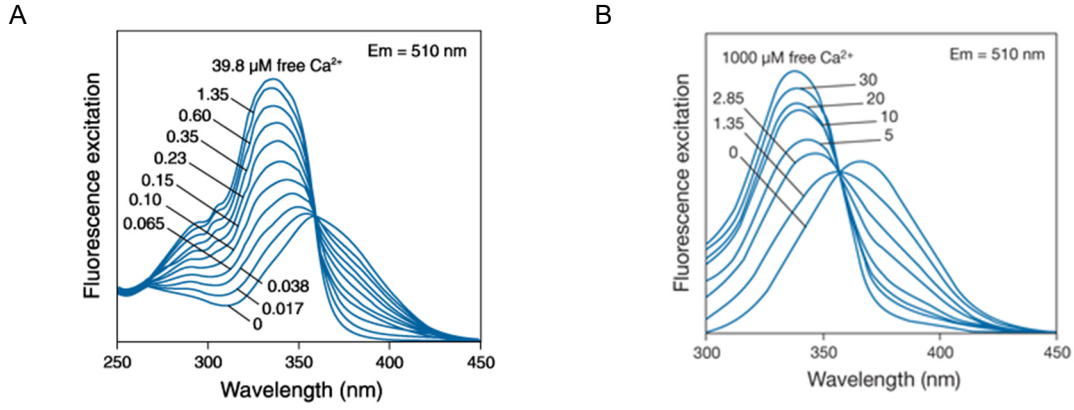 A
Em = 510 nm
39.8 µM free Ca²⁺
1.35
0.60
0.35
0.23
0.15
0.10
0.065
0.038
0.017
0
Fluorescence excitation
250
300
350
400
450
Wavelength (nm)
B
Em = 510 nm
1000 µM free Ca²⁺
30
20
10
5
2.85
1.35
0
Fluorescence excitation
300
350
400
450
Wavelength (nm)